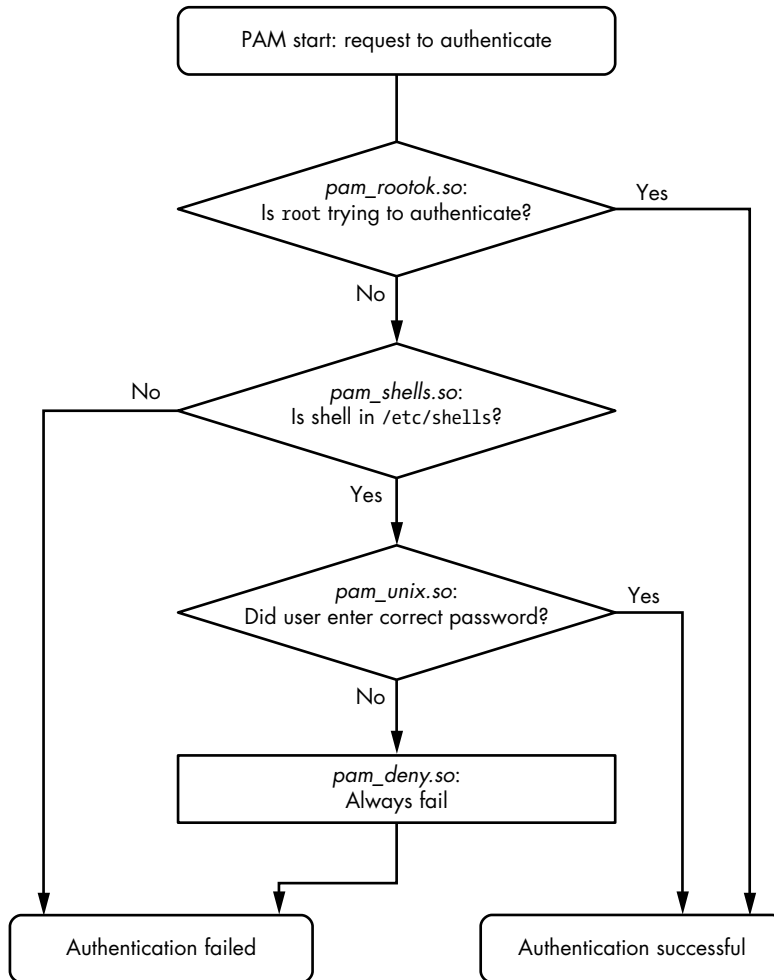 PAM start: request to authenticate
pam_rootok.so:
Is root trying to authenticate?
Yes
No
pam_shells.so:
Is shell in /etc/shells?
No
Yes
pam_unix.so:
Did user enter correct password?
Yes
No
pam_deny.so:
Always fail
Authentication failed
Authentication successful